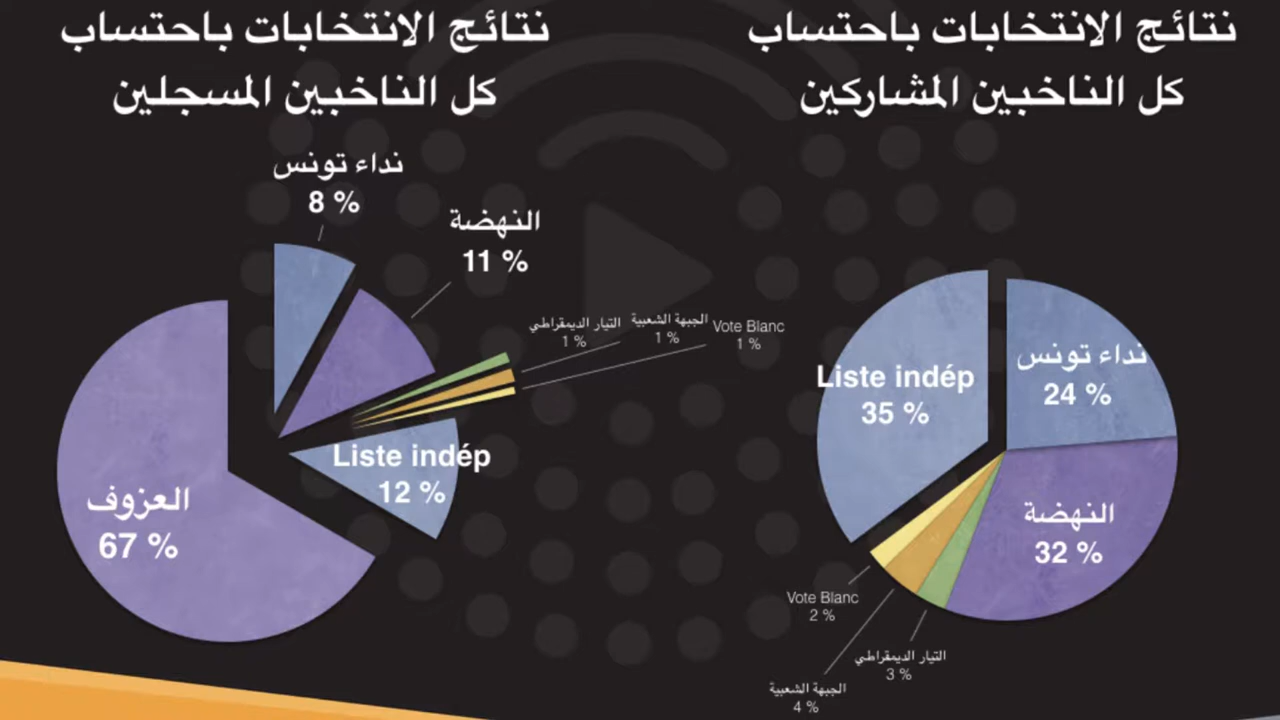 نتائج الانتخابات باحتساب
كل الناخبين المشاركين
نتائج الانتخابات باحتساب
كل الناخبين المسجلين
نداء تونس
24 %
النهضة
32 %
التيار الديمقراطي
3 %
الجبهة الشعبية
4 %
Vote Blanc
2 %
Liste indép
35 %
نداء تونس
8 %
النهضة
11 %
التيار الديمقراطي
1 %
الجبهة الشعبية
1 %
Vote Blanc
1 %
Liste indép
12 %
العزوف
67 %